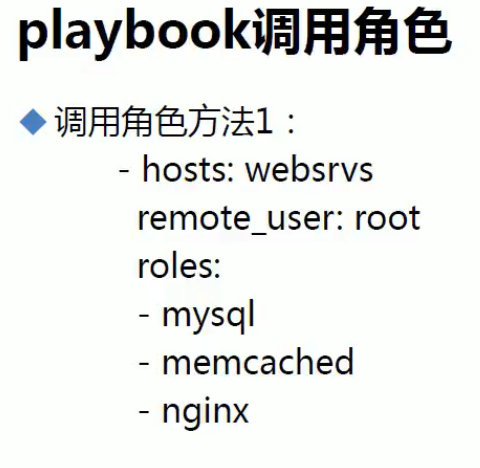 playbook调用角色
调用角色方法1：
- hosts: websrvs
remote_user: root
roles:
- mysql
- memcached
- nginx